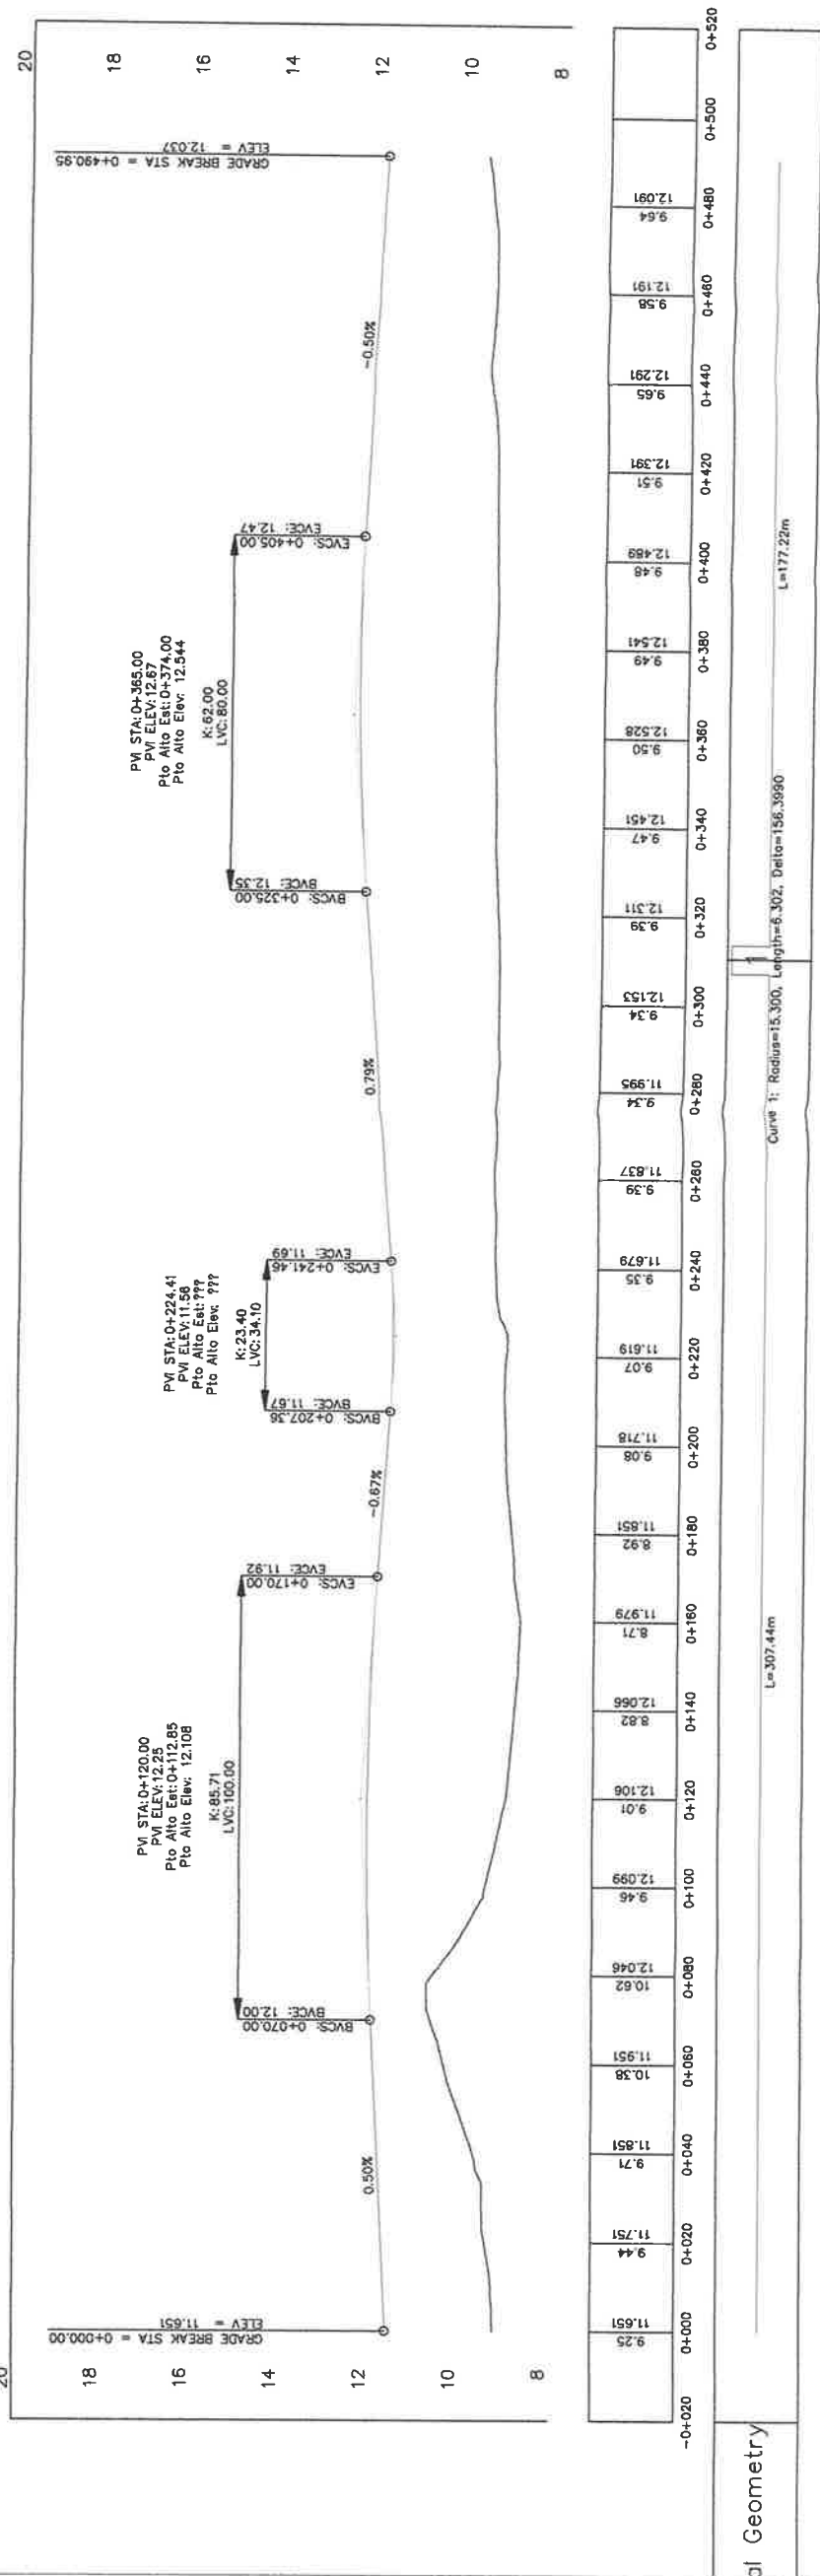 20
18
16
14
12
10
8
20
18
16
14
12
10
8
GRADE BREAK STA = 0+000.00
ELEV = 11.651
0.50%
BVCS: 0+070.00
BVCE: 12.00
PVI STA:0+120.00
PVI ELEV:12.25
Pto Alto Est:0+112.85
Pto Alto Elev: 12.108
K:85.71
LVC:100.00
EVCS: 0+170.00
EVCE: 11.92
-0.67%
BVCS: 0+207.36
BVCE: 11.67
PVI STA:0+224.41
PVI ELEV:11.56
Pto Alto Est:???
Pto Alto Elev: ???
K:23.40
LVC:34.10
EVCS: 0+241.46
EVCE: 11.69
0.79%
BVCS: 0+325.00
BVCE: 12.35
PVI STA:0+365.00
PVI ELEV:12.67
Pto Alto Est:0+374.00
Pto Alto Elev: 12.544
K:62.00
LVC:80.00
EVCS: 0+405.00
EVCE: 12.47
-0.50%
GRADE BREAK STA = 0+490.95
ELEV = 12.037
9.25 11.651
9.44 11.751
9.71 11.851
10.38 11.951
10.62 12.046
9.46 12.099
9.01 12.106
8.82 12.066
8.71 11.979
8.92 11.851
9.08 11.718
9.07 11.619
9.35 11.679
9.39 11.837
9.34 11.995
9.34 12.153
9.39 12.311
9.47 12.451
9.50 12.528
9.49 12.541
9.48 12.489
9.51 12.391
9.65 12.291
9.58 12.191
9.64 12.091
-0+020 0+000 0+020 0+040 0+060 0+080 0+100 0+120 0+140 0+160 0+180 0+200 0+220 0+240 0+260 0+280 0+300 0+320 0+340 0+360 0+380 0+400 0+420 0+440 0+460 0+480 0+500 0+520
al Geometry
L=307.44m
1
Curve 1: Radius=15.300, Length=6.302, Delta=156.3990
L=177.22m